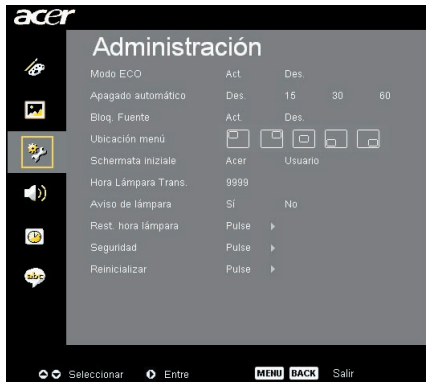 acer
Administración
Modo ECO Act. Des.
Apagado automático Des. 15 30 60
Bloq. Fuente Act. Des.
Ubicación menú
Schermata iniziale Acer Usuario
Hora Lámpara Trans. 9999
Aviso de lámpara Sí No
Rest. hora lámpara Pulse
Seguridad Pulse
Reinicializar Pulse
abc
Seleccionar Entre MENU BACK Salir